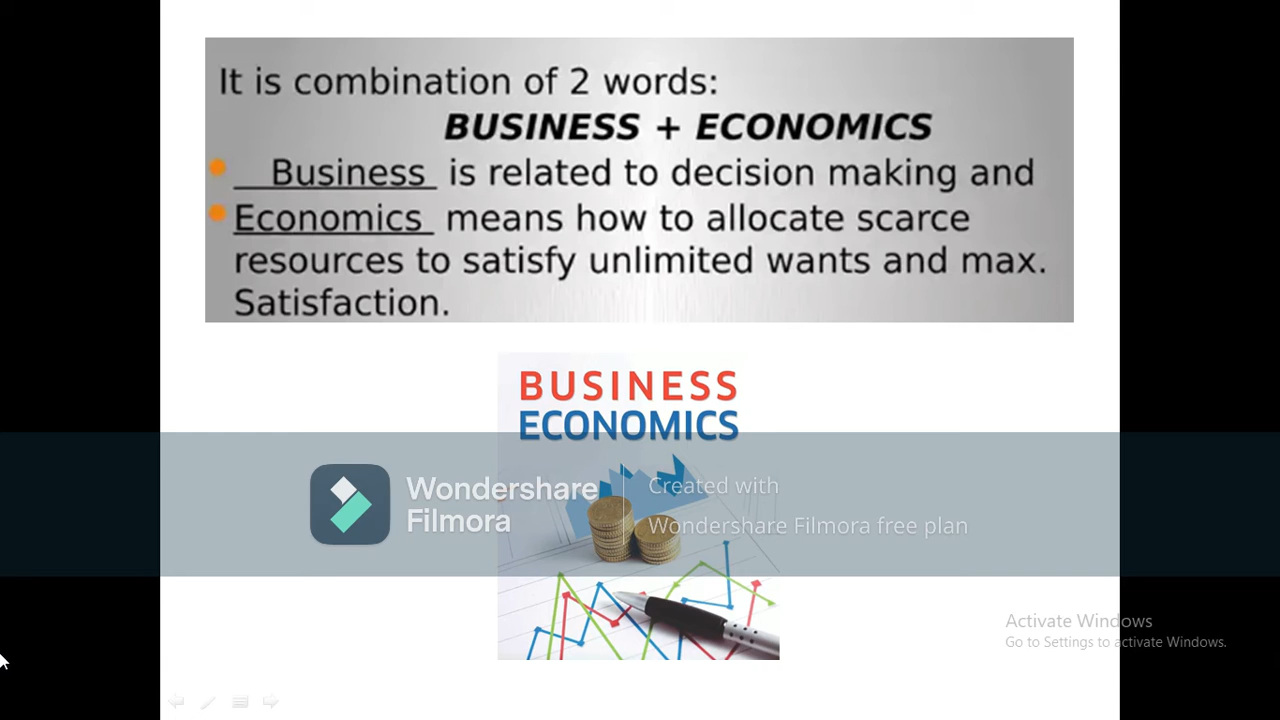 It is combination of 2 words:
BUSINESS + ECONOMICS
Business is related to decision making and
Economics means how to allocate scarce
resources to satisfy unlimited wants and max.
Satisfaction.
BUSINESS
ECONOMICS
Wondershare
Filmora
Created with
Wondershare Filmora free plan
Activate Windows
Go to Settings to activate Windows.